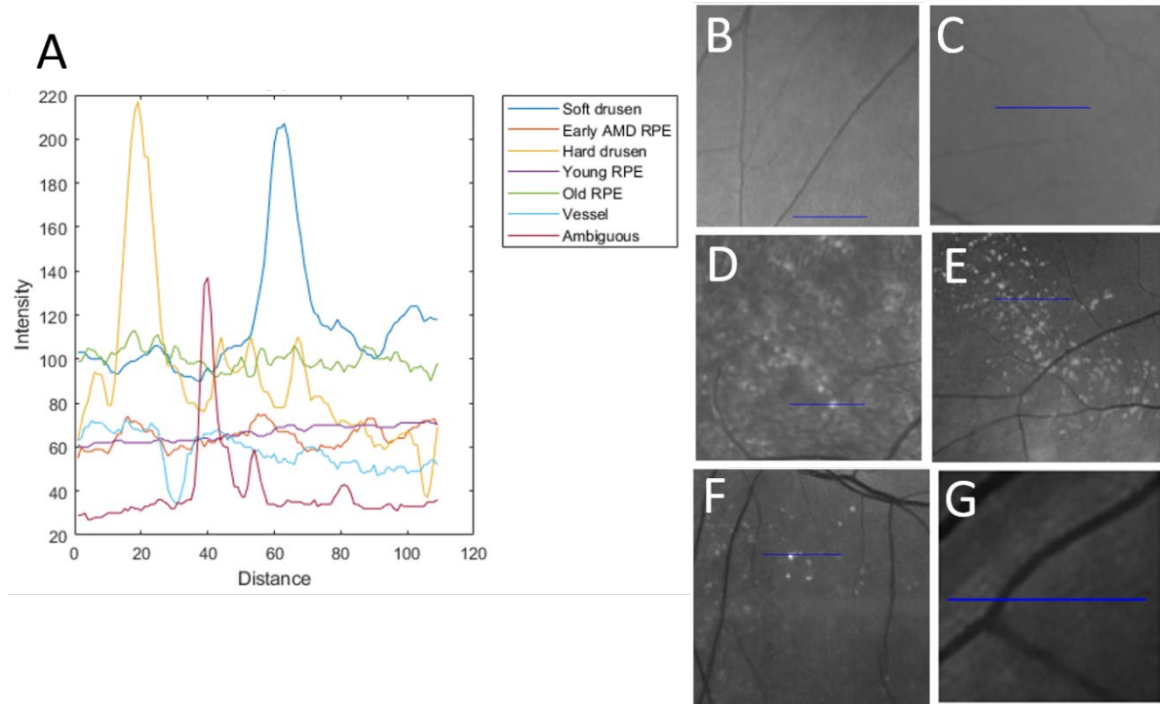 A
220
200
180
160
140
120
100
80
60
40
20
0 20 40 60 80 100 120
Intensity
Distance
Soft drusen
Early AMD RPE
Hard drusen
Young RPE
Old RPE
Vessel
Ambiguous
B
C
D
E
F
G